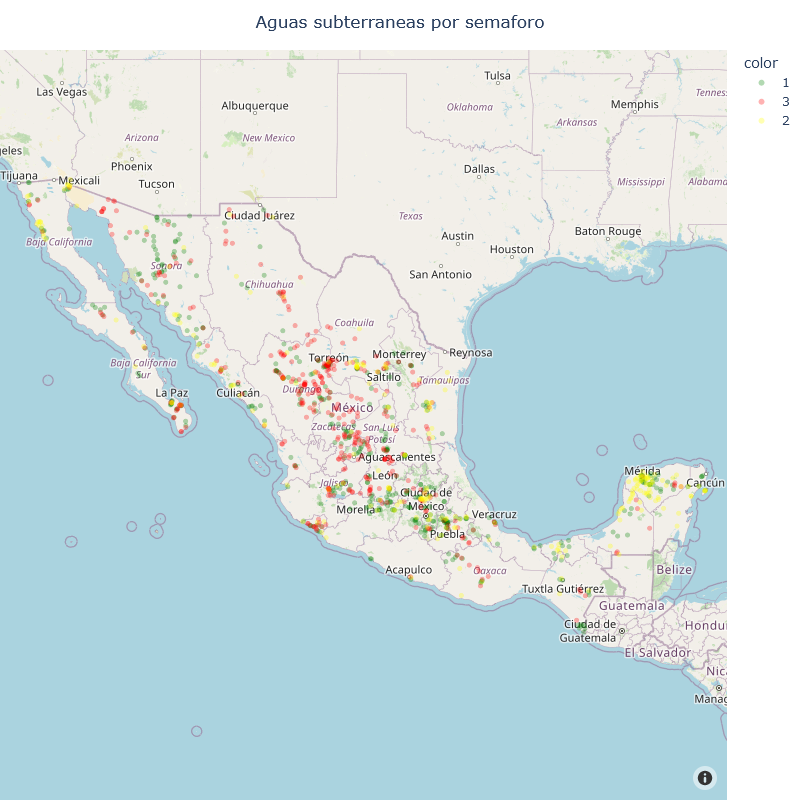 Aguas subterraneas por semaforo
color
1
3
2
Las Vegas
Albuquerque
Tulsa
Oklahoma
Memphis
Arkansas
Arizona
New Mexico
Phoenix
Tucson
Dallas
Mississippi
Tijuana
Mexicali
Texas
Ciudad Juárez
Austin
Houston
Baton Rouge
San Antonio
Baja California
Sonora
Chihuahua
Coahuila
Torreón
Monterrey
Reynosa
Saltillo
Tamaulipas
Baja California
Sur
La Paz
Culiacán
Durango
México
Zacatecas
San Luis
Potosí
Aguascalientes
León
Jalisco
Ciudad de
México
Morelia
Veracruz
Puebla
Mérida
Cancún
Acapulco
Oaxaca
Tuxtla Gutiérrez
Belize
Guatemala
Ciudad de
Guatemala
El Salvador